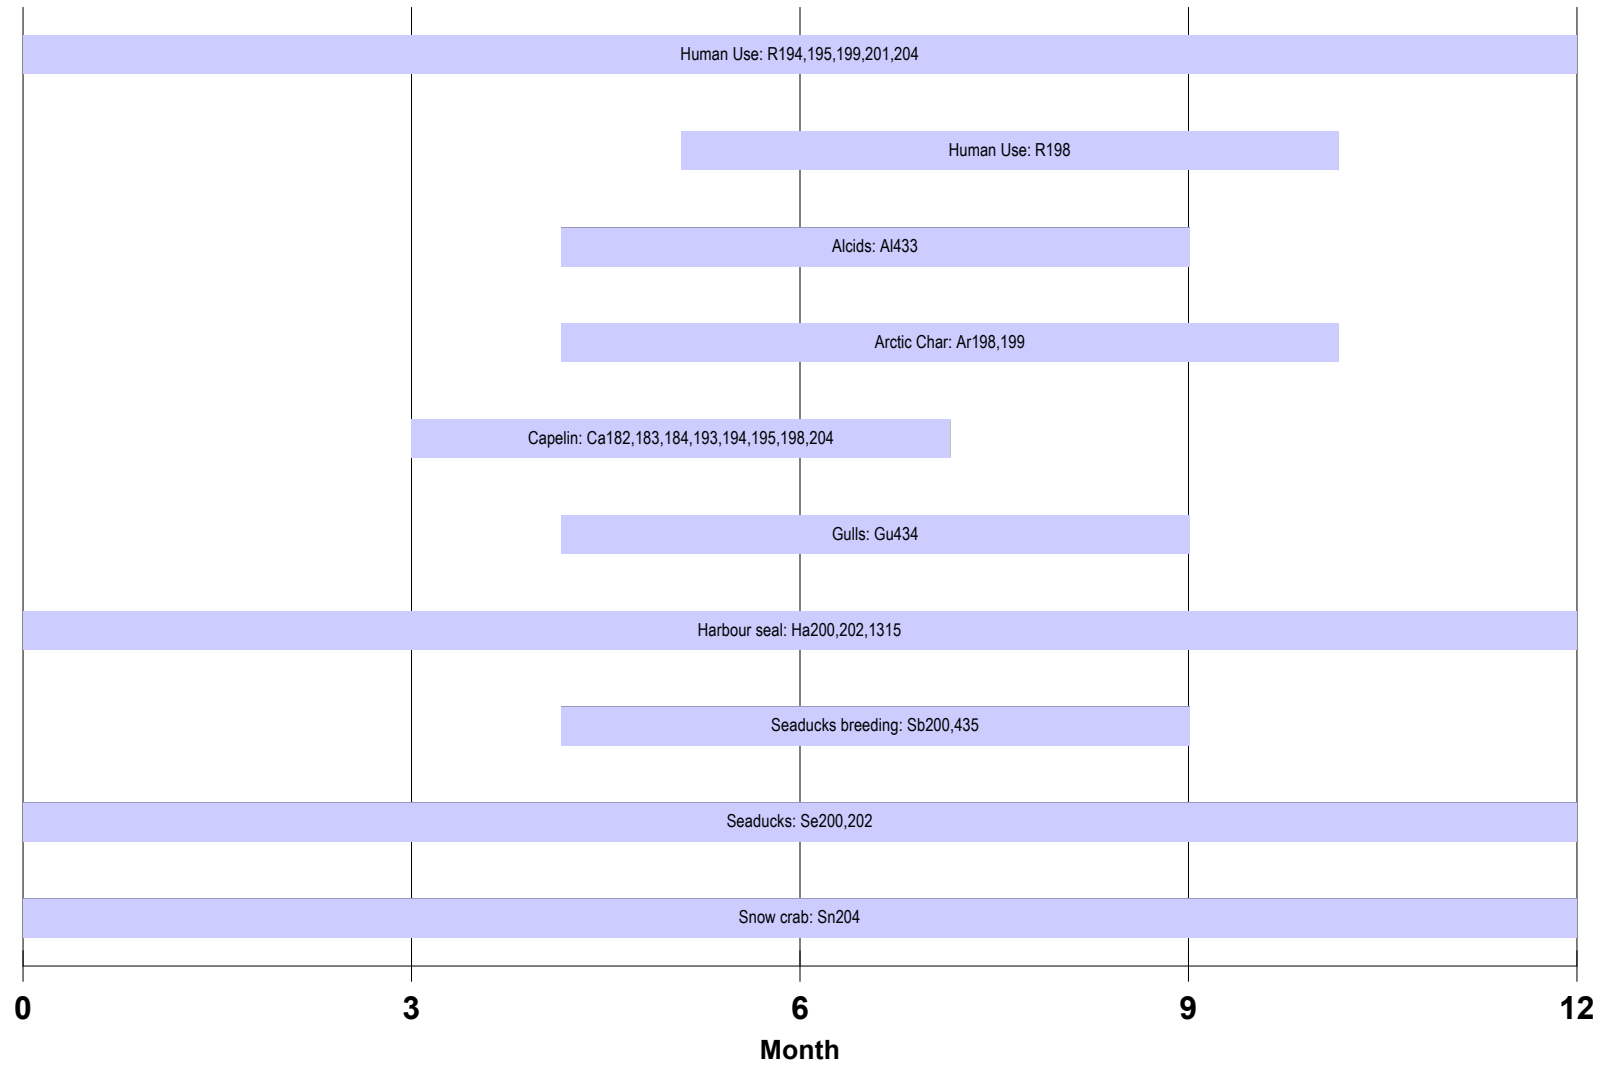 Human Use: R194,195,199,201,204
Human Use: R198
Alcids: Al433
Arctic Char: Ar198,199
Capelin: Ca182,183,184,193,194,195,198,204
Gulls: Gu434
Harbour seal: Ha200,202,1315
Seaducks breeding: Sb200,435
Seaducks: Se200,202
Snow crab: Sn204
0 3 6 9 12
Month